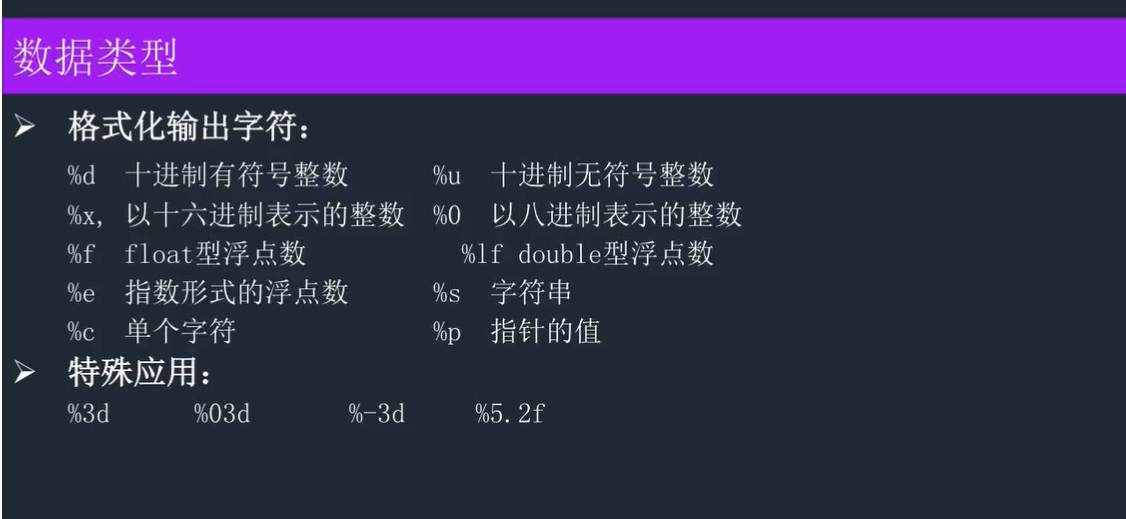 数据类型
➢ 格式化输出字符：
%d 十进制有符号整数 %u 十进制无符号整数
%x, 以十六进制表示的整数 %0 以八进制表示的整数
%f float型浮点数 %lf double型浮点数
%e 指数形式的浮点数 %s 字符串
%c 单个字符 %p 指针的值
➢ 特殊应用：
%3d %03d %-3d %5.2f